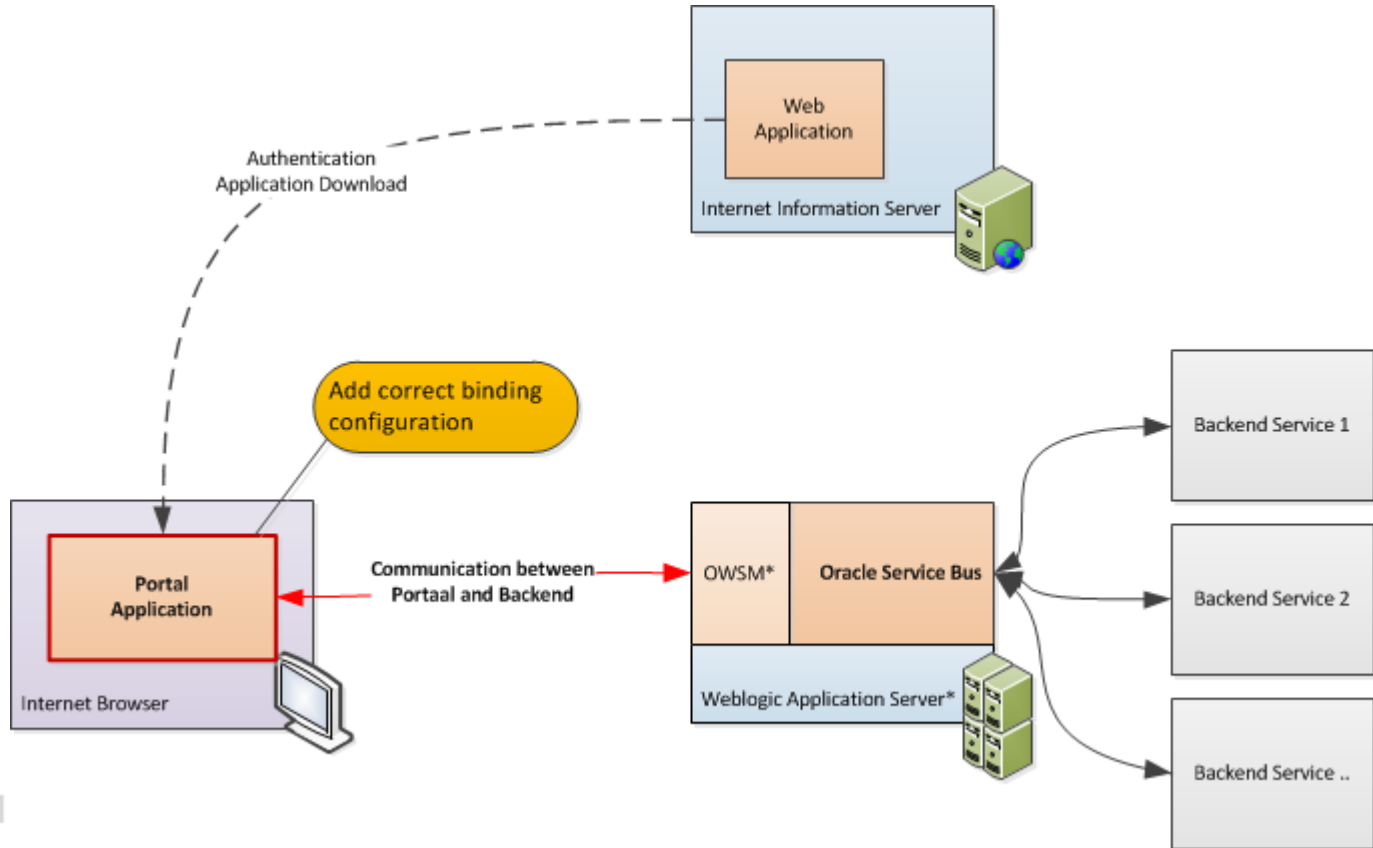 Web
Application
Internet Information Server
Authentication
Application Download
Add correct binding
configuration
Portal
Application
Internet Browser
Communication between
Portaal and Backend
OWSM*
Oracle Service Bus
Weblogic Application Server*
Backend Service 1
Backend Service 2
Backend Service ..